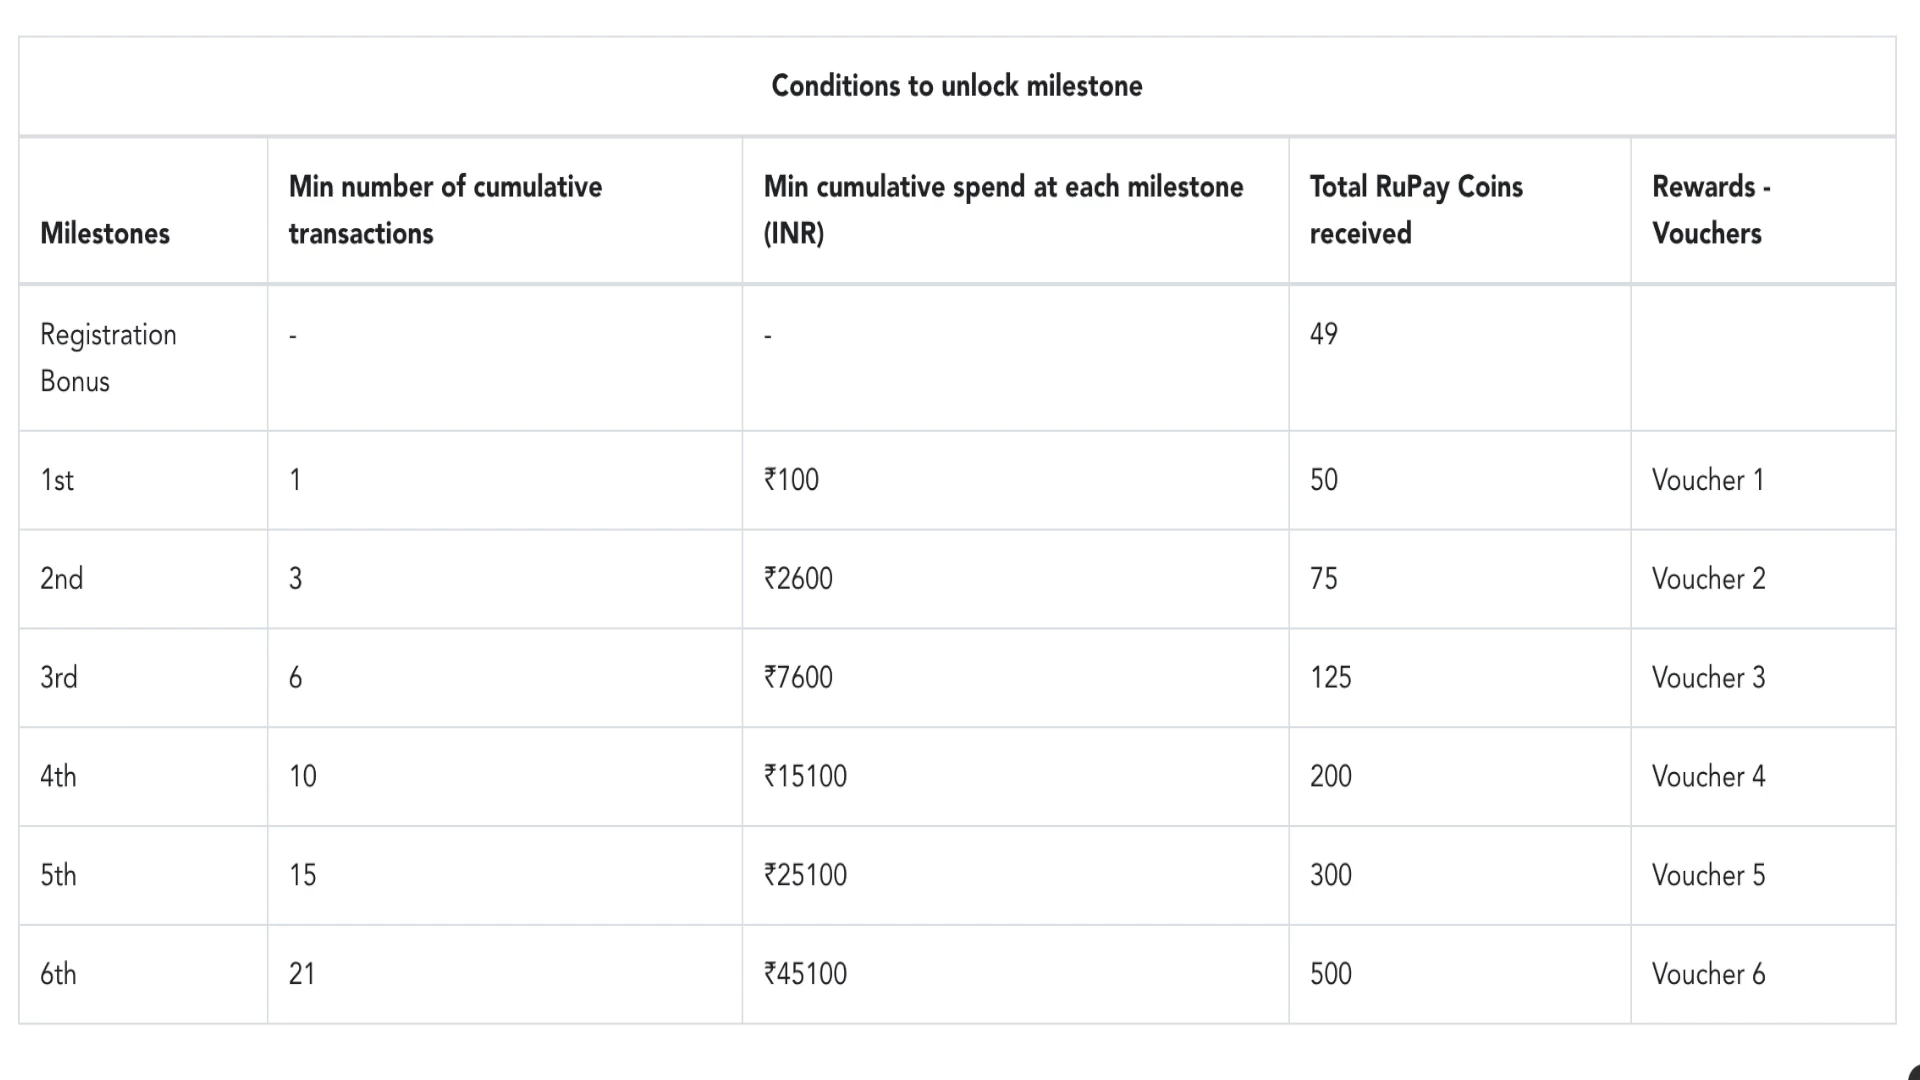 Conditions to unlock milestone
Milestones
Min number of cumulative
transactions
Min cumulative spend at each milestone
(INR)
Total RuPay Coins
received
Rewards -
Vouchers
Registration
Bonus
-
-
49
1st
1
₹100
50
Voucher 1
2nd
3
₹2600
75
Voucher 2
3rd
6
₹7600
125
Voucher 3
4th
10
₹15100
200
Voucher 4
5th
15
₹25100
300
Voucher 5
6th
21
₹45100
500
Voucher 6